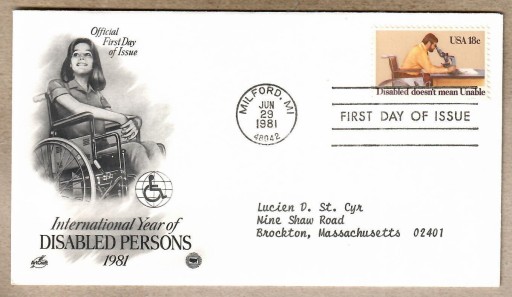 Official
First Day
of Issue
USA 18c
Disabled doesn't mean Unable
MILFORD, MI
JUN
29
1981
48042
FIRST DAY OF ISSUE
Lucien D. St. Cyr
Nine Shaw Road
Brockton, Massachusetts 02401
International Year of
DISABLED PERSONS
1981
ArtCraft